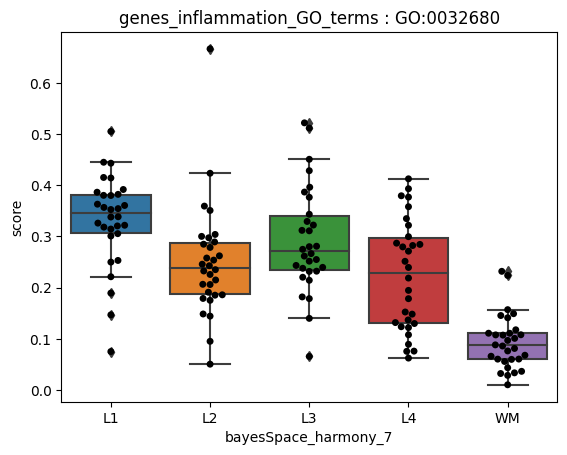 genes_inflammation_GO_terms : GO:0032680
score
0.6
0.5
0.4
0.3
0.2
0.1
0.0
L1 L2 L3 L4 WM
bayesSpace_harmony_7